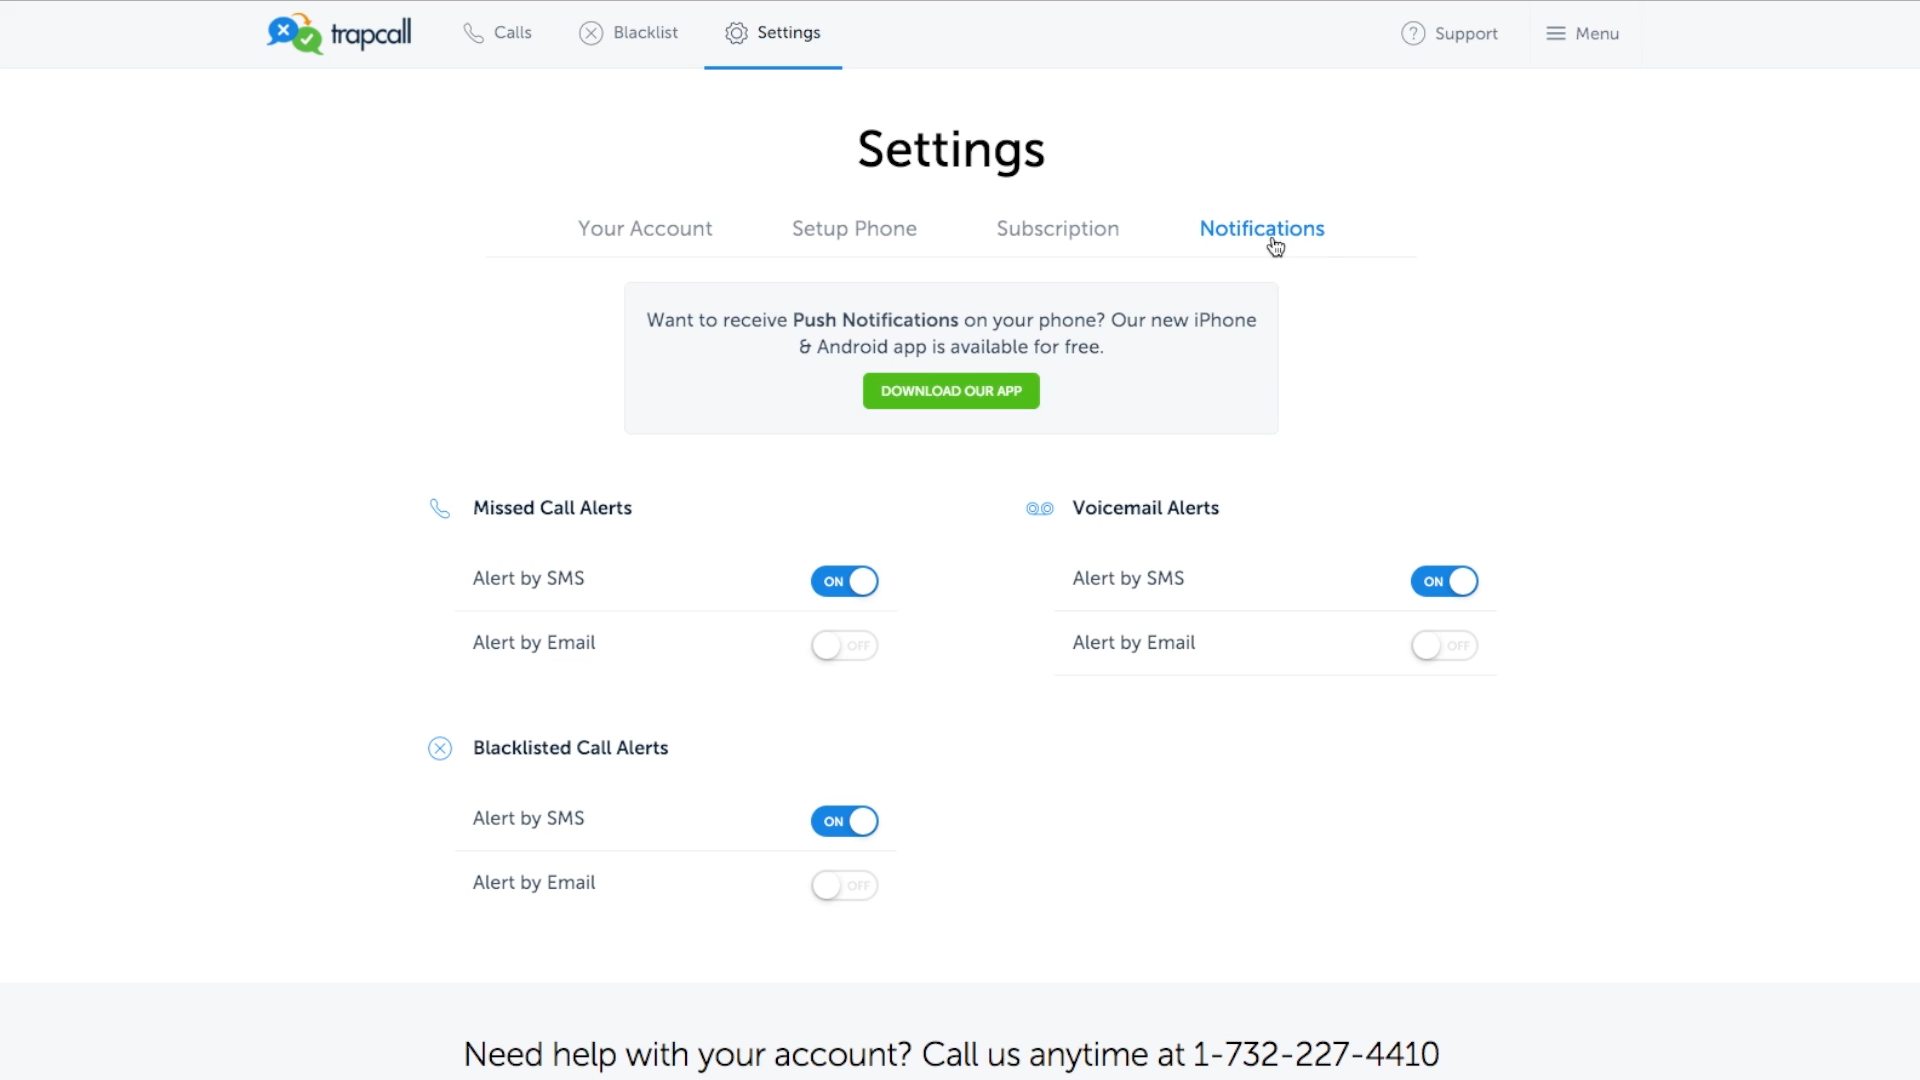 trapcall
Calls
Blacklist
Settings
Support
Menu
Settings
Your Account
Setup Phone
Subscription
Notifications
Want to receive Push Notifications on your phone? Our new iPhone
& Android app is available for free.
DOWNLOAD OUR APP
Missed Call Alerts
Alert by SMS
ON
Alert by Email
OFF
Voicemail Alerts
Alert by SMS
ON
Alert by Email
OFF
Blacklisted Call Alerts
Alert by SMS
ON
Alert by Email
OFF
Need help with your account? Call us anytime at 1-732-227-4410